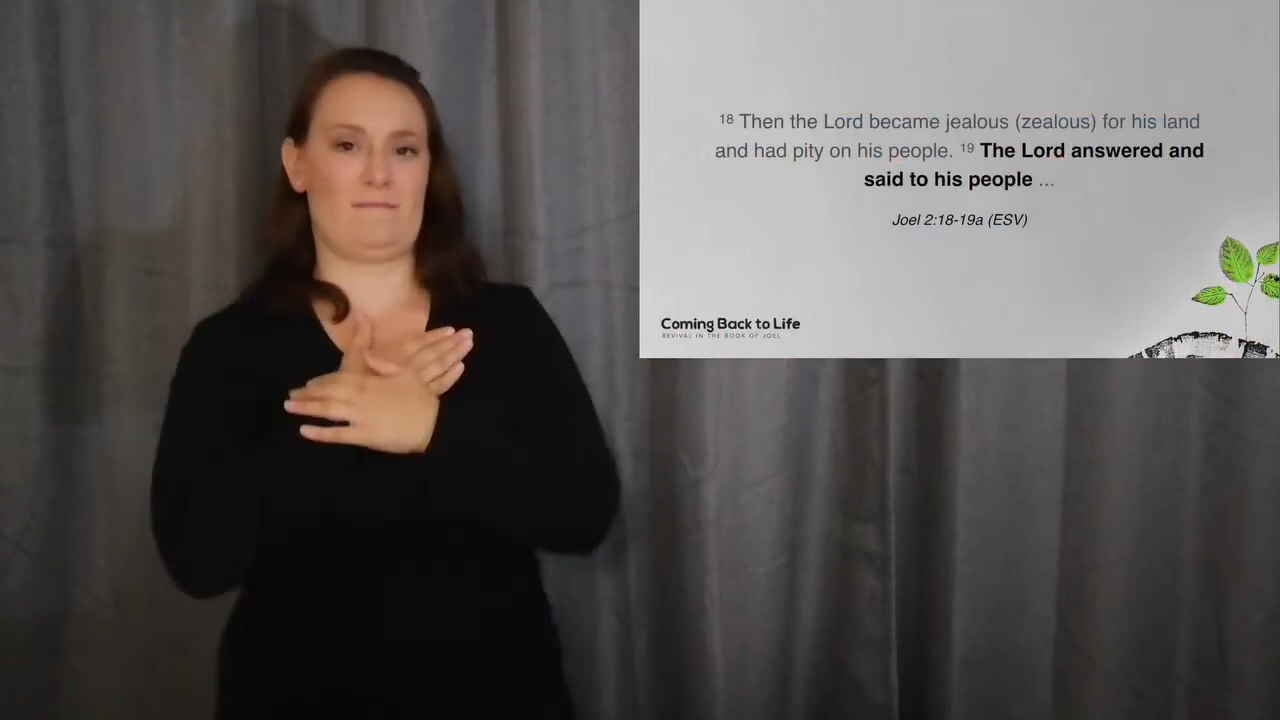 18 Then the Lord became jealous (zealous) for his land
and had pity on his people. 19 The Lord answered and
said to his people ...
Joel 2:18-19a (ESV)
Coming Back to Life
REVIVAL IN THE BOOK OF JOEL